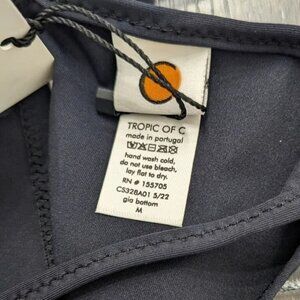 TROPIC OF C
made in portugal
hand wash cold,
do not use bleach,
lay flat to dry.
RN # 155705
CS328A01 5/22
gia bottom
M